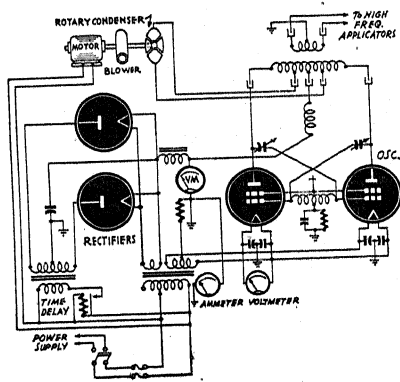 ROTARY CONDENSER
MOTOR
BLOWER
TO HIGH
FREQ.
APPLICATORS
OSC.
VM
RECTIFIERS
TIME
DELAY
AMMETER VOLTMETER
POWER
SUPPLY